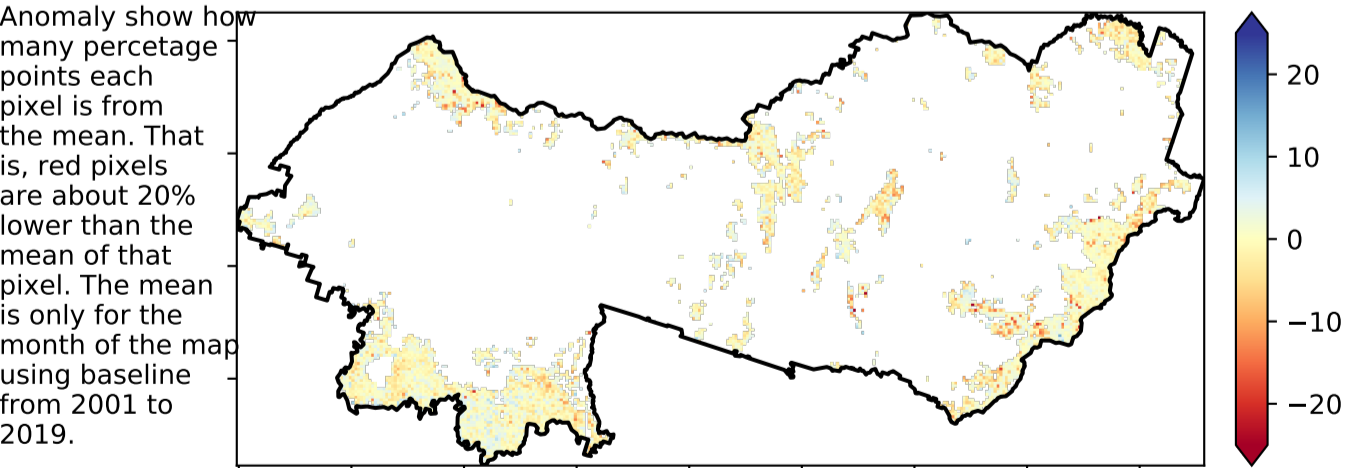 Anomaly show how
many percetage
points each
pixel is from
the mean. That
is, red pixels
are about 20%
lower than the
mean of that
pixel. The mean
is only for the
month of the map
using baseline
from 2001 to
2019.
20
10
0
−10
−20